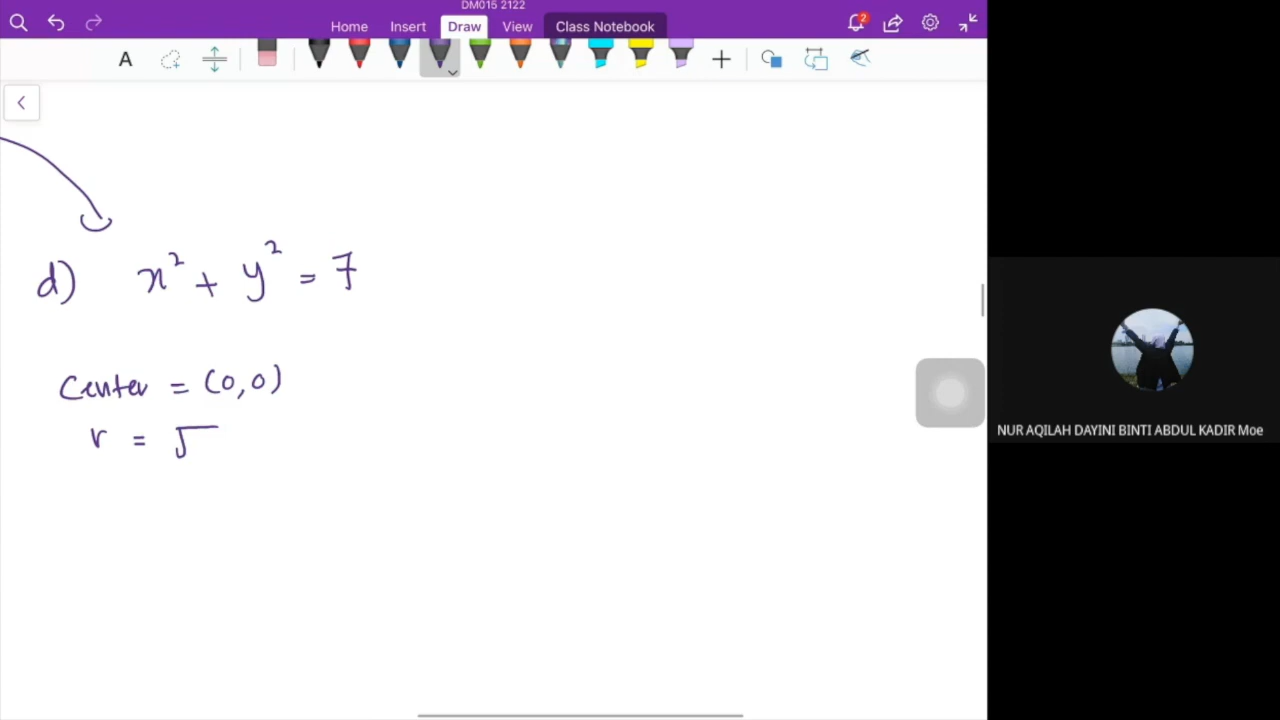 DM015 2122
Home Insert Draw View Class Notebook
2
A
d) x² + y² = 7
Center = (0,0)
r = √
NUR AQILAH DAYINI BINTI ABDUL KADIR Moe